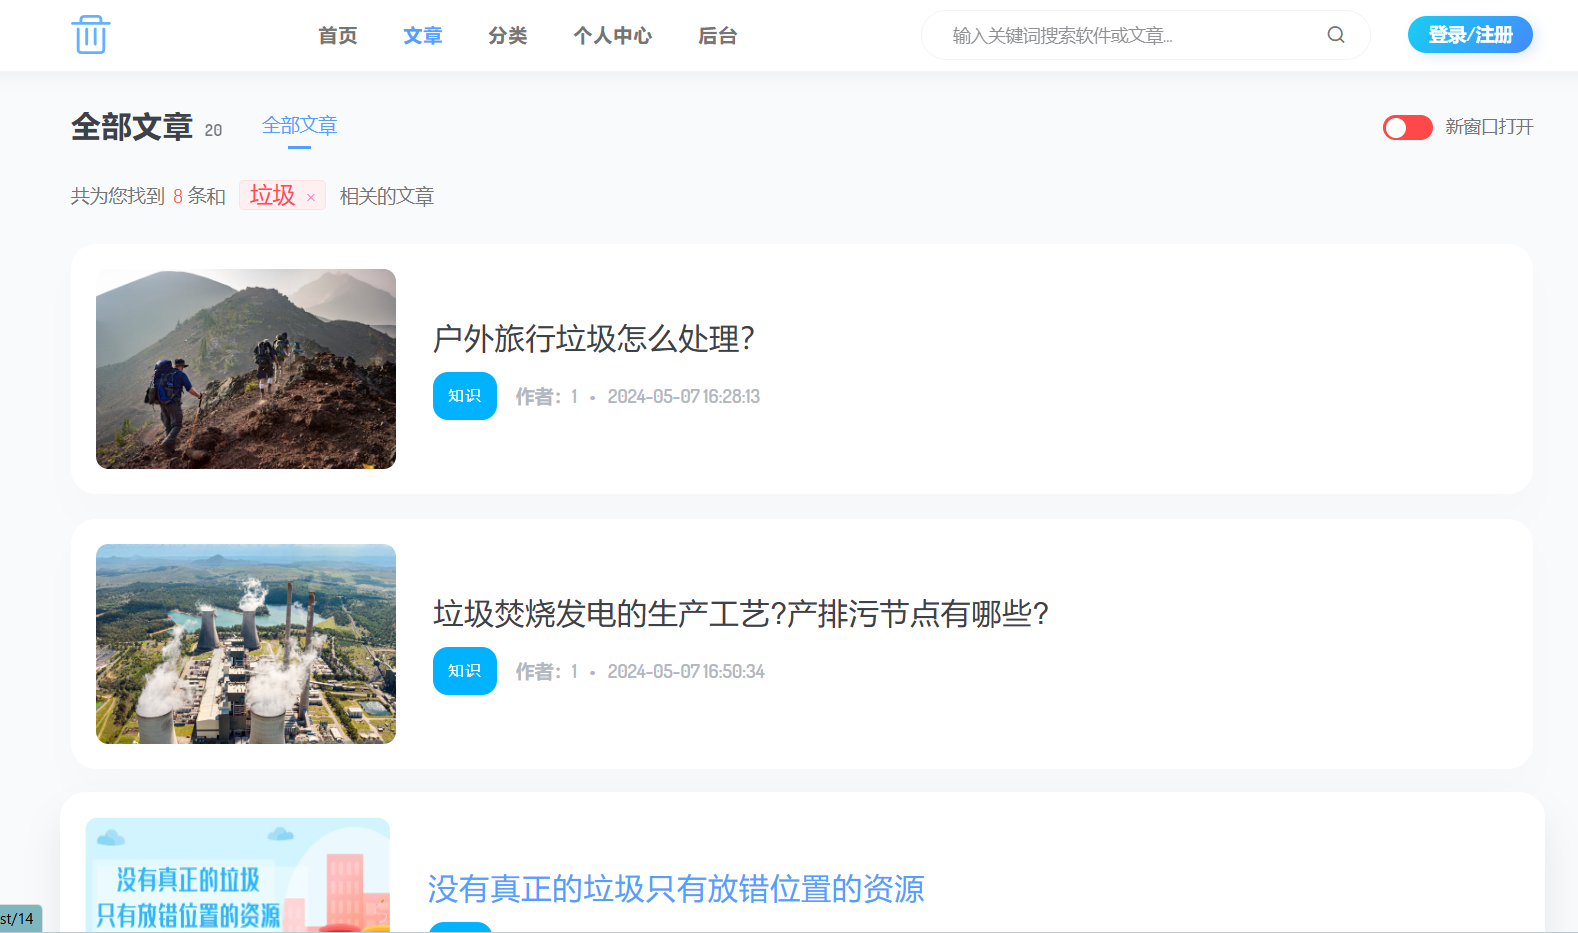 首页 文章 分类 个人中心 后台 输入关键词搜索软件或文章... 登录/注册
全部文章 20 全部文章 新窗口打开
共为您找到 8 条和 垃圾 × 相关的文章
户外旅行垃圾怎么处理?
知识 作者：1 • 2024-05-07 16:28:13
垃圾焚烧发电的生产工艺?产排污节点有哪些?
知识 作者：1 • 2024-05-07 16:50:34
没有真正的垃圾
只有放错位置的资源
没有真正的垃圾只有放错位置的资源
st/14